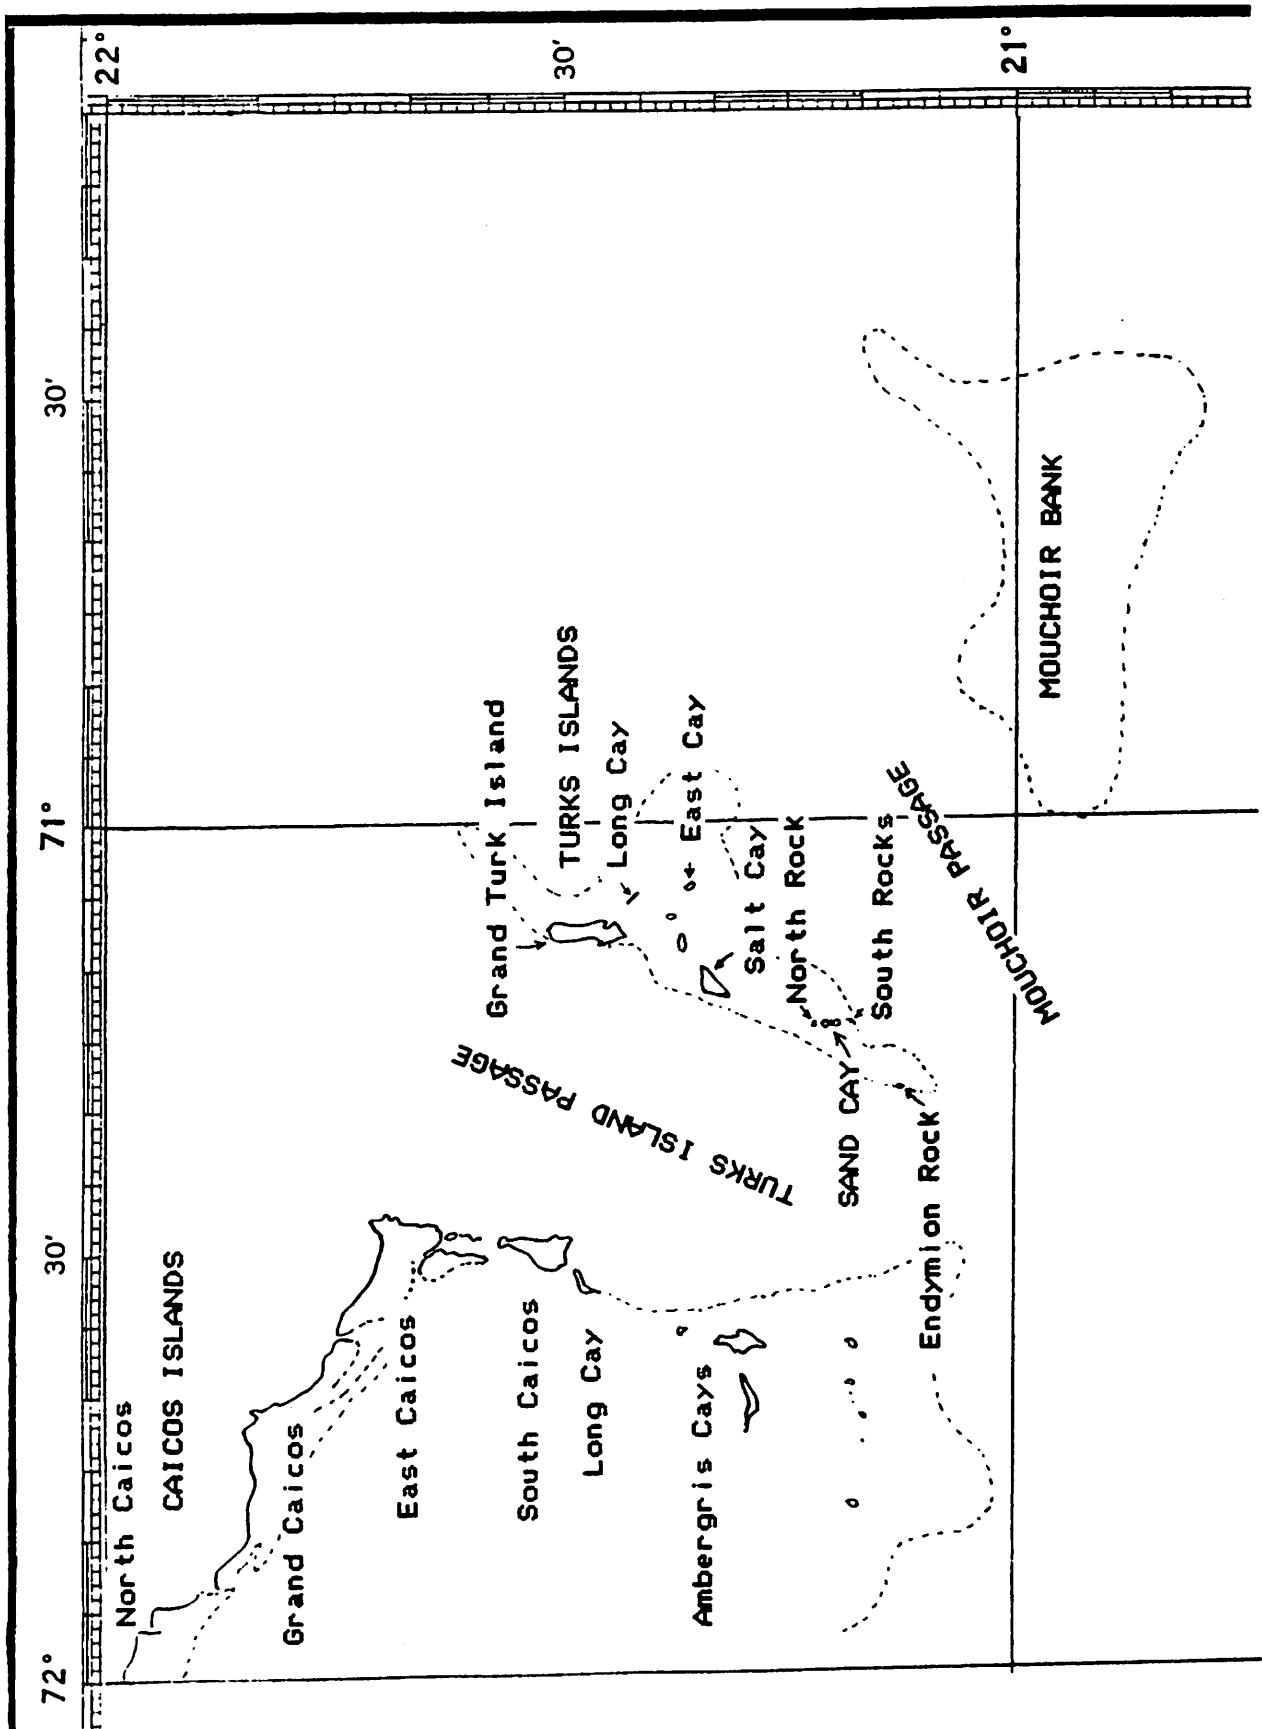 72°
30'
71°
30'
22°
30'
21°
North Caicos
CAICOS ISLANDS
Grand Caicos
East Caicos
South Caicos
Long Cay
Ambergris Cays
TURKS ISLAND PASSAGE
Grand Turk Island
TURKS ISLANDS
Long Cay
East Cay
Salt Cay
North Rock
SAND CAY
South Rocks
Endymion Rock
MOUCHOIR PASSAGE
MOUCHOIR BANK